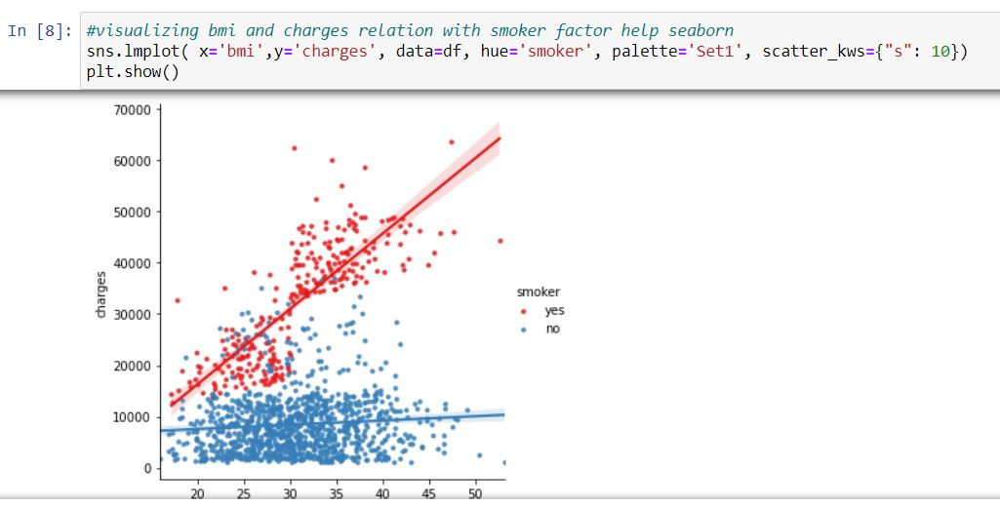 In [8]: #visualizing bmi and charges relation with smoker factor help seaborn
sns.lmplot( x='bmi',y='charges', data=df, hue='smoker', palette='Set1', scatter_kws={"s": 10})
plt.show()
70000
60000
50000
40000
30000
20000
10000
0
charges
20 25 30 35 40 45 50
smoker
yes
no